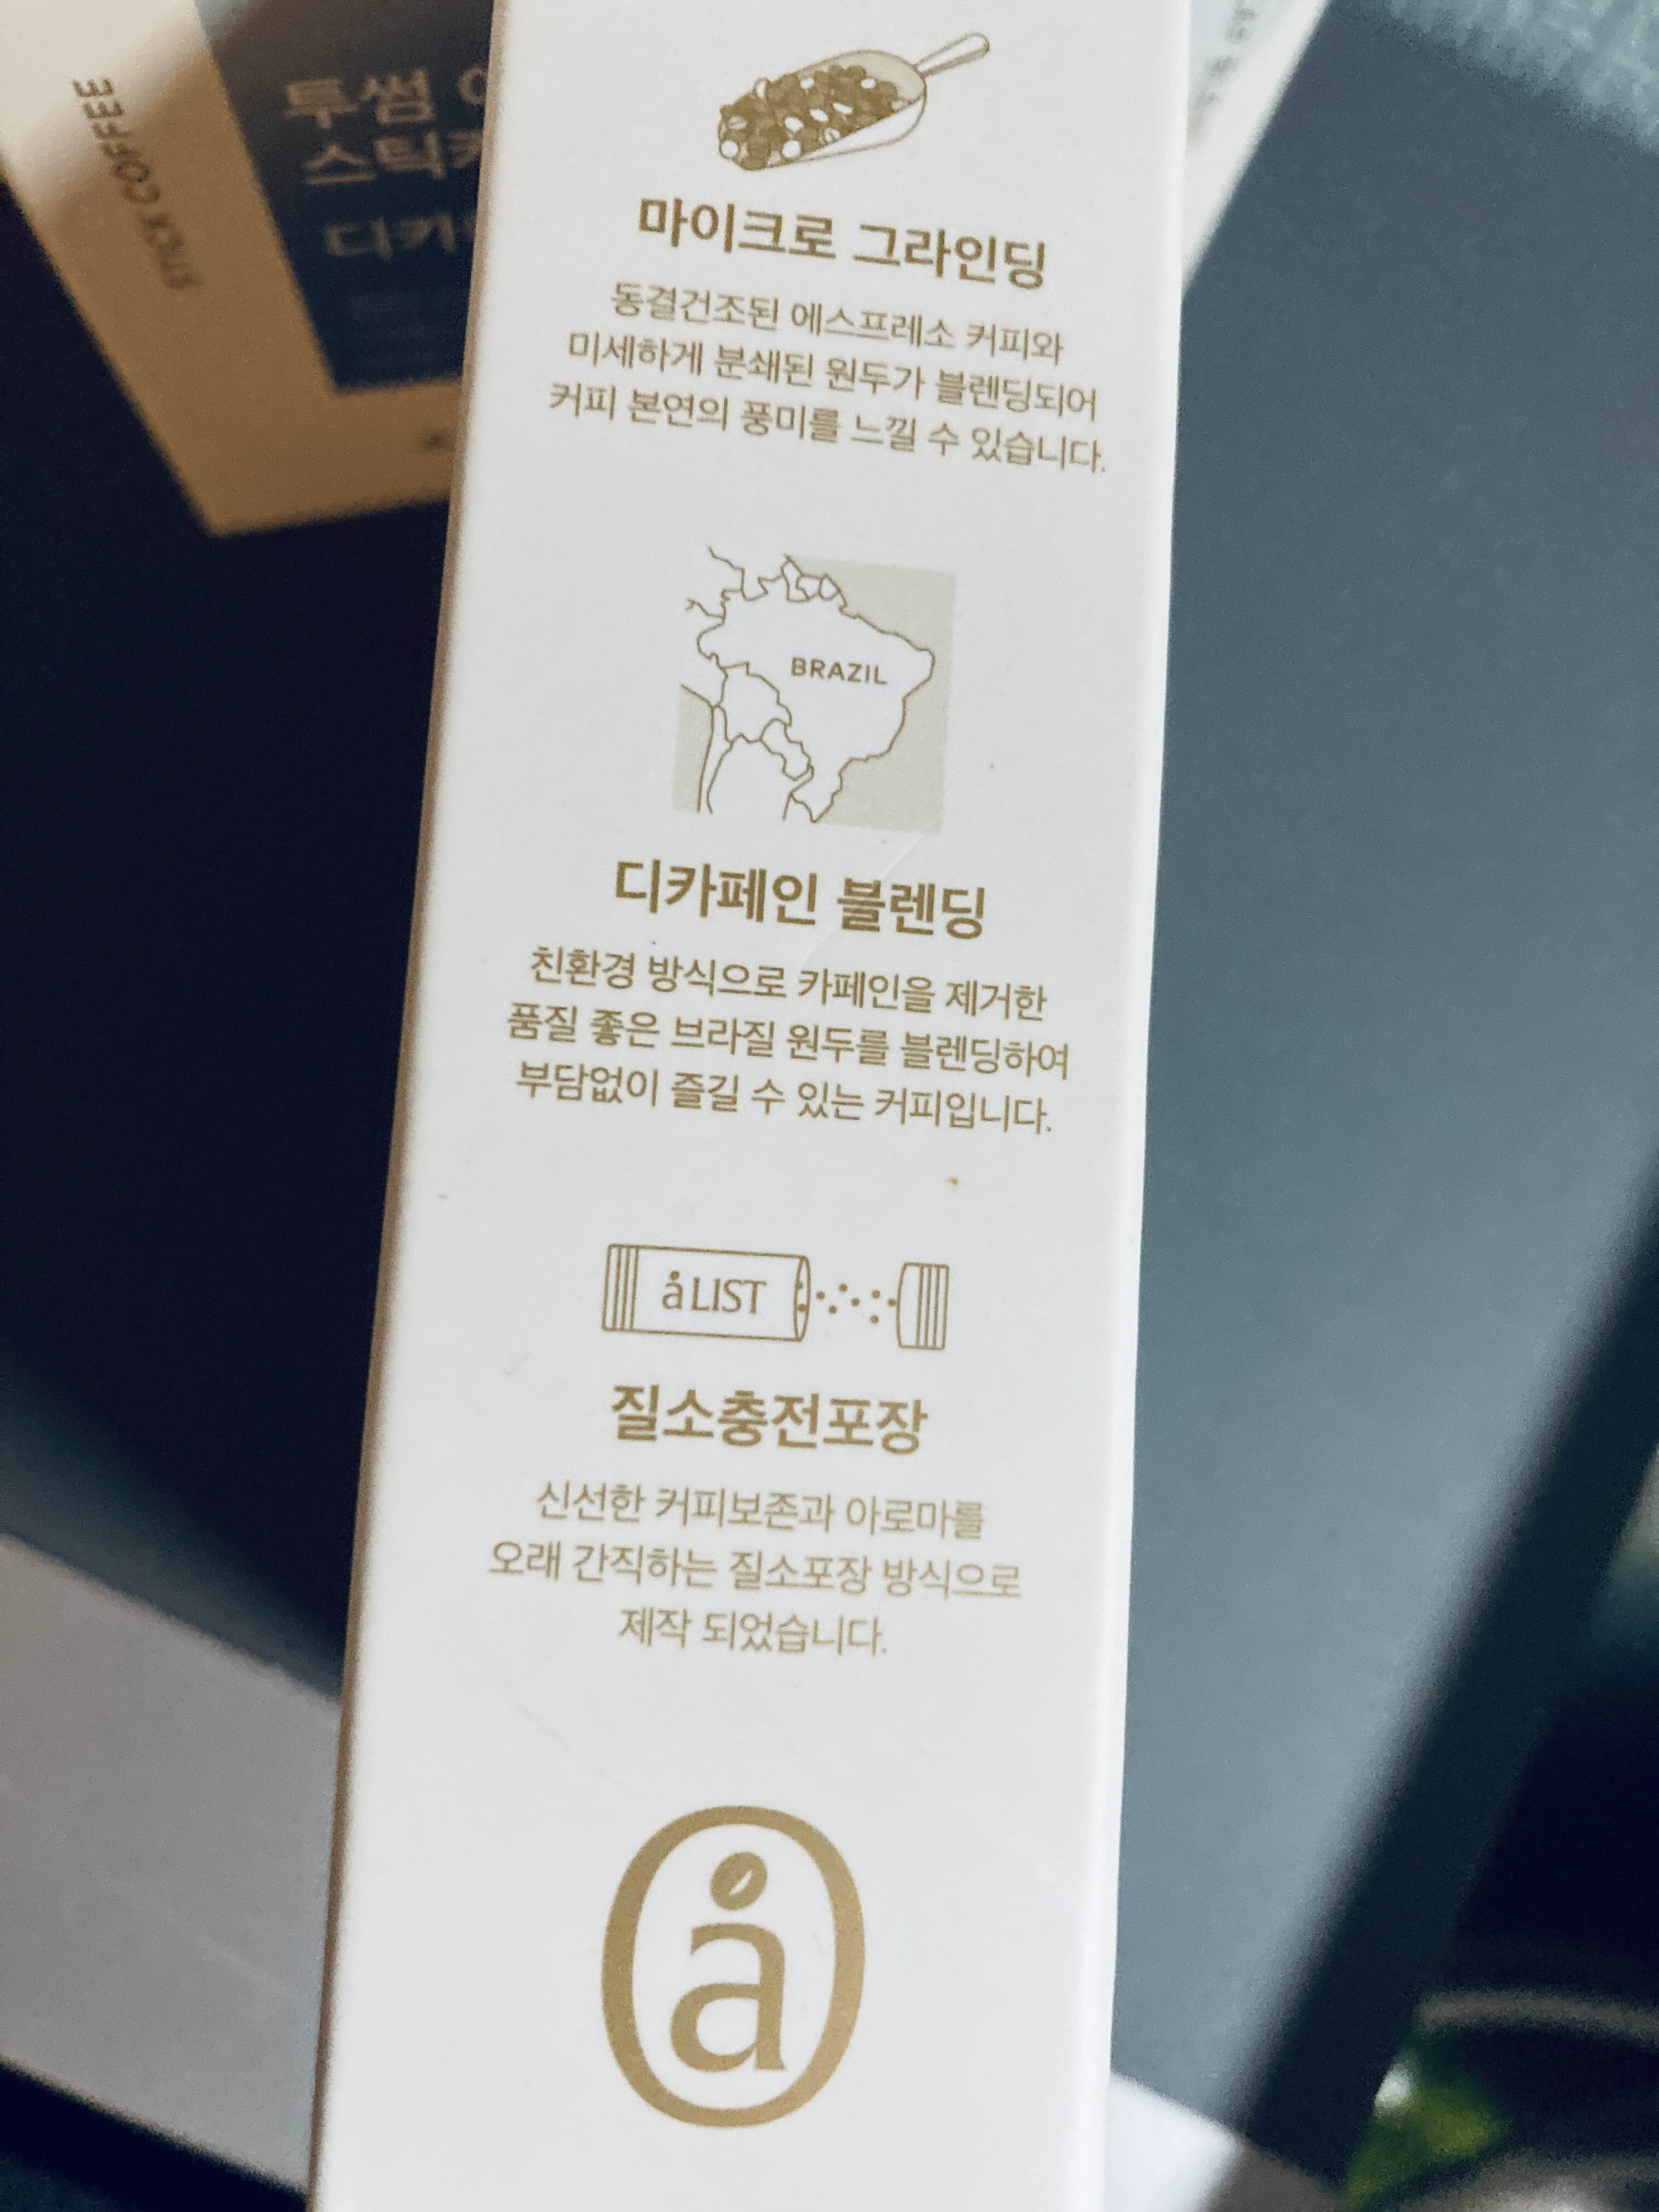 STICK COFFEE
투썸
디카
마이크로 그라인딩
동결건조된 에스프레소 커피와
미세하게 분쇄된 원두가 블렌딩되어
커피 본연의 풍미를 느낄 수 있습니다.
BRAZIL
디카페인 블렌딩
친환경 방식으로 카페인을 제거한
품질 좋은 브라질 원두를 블렌딩하여
부담없이 즐길 수 있는 커피입니다.
åLIST
질소충전포장
신선한 커피보존과 아로마를
오래 간직하는 질소포장 방식으로
제작 되었습니다.
å